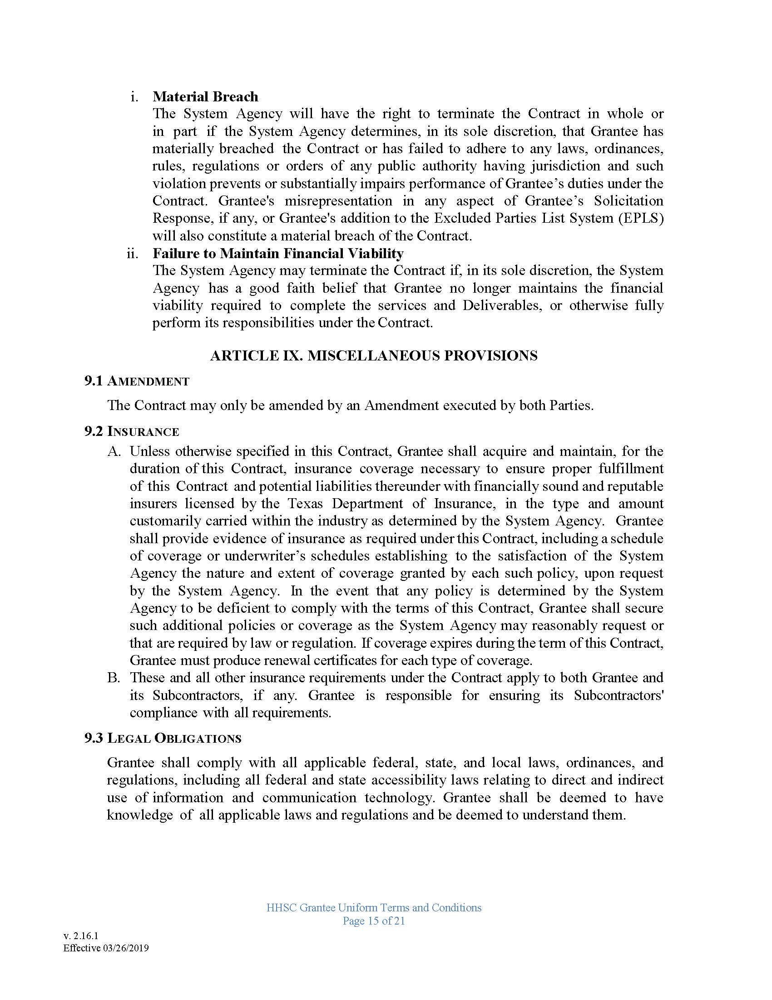 i. Material Breach
The System Agency will have the right to terminate the Contract in whole or
in part if the System Agency determines, in its sole discretion, that Grantee has
materially breached the Contract or has failed to adhere to any laws, ordinances,
rules, regulations or orders of any public authority having jurisdiction and such
violation prevents or substantially impairs performance of Grantee’s duties under the
Contract. Grantee's misrepresentation in any aspect of Grantee’s Solicitation
Response, if any, or Grantee's addition to the Excluded Parties List System (EPLS)
will also constitute a material breach of the Contract.
ii. Failure to Maintain Financial Viability
The System Agency may terminate the Contract if, in its sole discretion, the System
Agency has a good faith belief that Grantee no longer maintains the financial
viability required to complete the services and Deliverables, or otherwise fully
perform its responsibilities under the Contract.
ARTICLE IX. MISCELLANEOUS PROVISIONS
9.1 AMENDMENT
The Contract may only be amended by an Amendment executed by both Parties.
9.2 INSURANCE
A. Unless otherwise specified in this Contract, Grantee shall acquire and maintain, for the
duration of this Contract, insurance coverage necessary to ensure proper fulfillment
of this Contract and potential liabilities thereunder with financially sound and reputable
insurers licensed by the Texas Department of Insurance, in the type and amount
customarily carried within the industry as determined by the System Agency. Grantee
shall provide evidence of insurance as required under this Contract, including a schedule
of coverage or underwriter’s schedules establishing to the satisfaction of the System
Agency the nature and extent of coverage granted by each such policy, upon request
by the System Agency. In the event that any policy is determined by the System
Agency to be deficient to comply with the terms of this Contract, Grantee shall secure
such additional policies or coverage as the System Agency may reasonably request or
that are required by law or regulation. If coverage expires during the term of this Contract,
Grantee must produce renewal certificates for each type of coverage.
B. These and all other insurance requirements under the Contract apply to both Grantee and
its Subcontractors, if any. Grantee is responsible for ensuring its Subcontractors'
compliance with all requirements.
9.3 LEGAL OBLIGATIONS
Grantee shall comply with all applicable federal, state, and local laws, ordinances, and
regulations, including all federal and state accessibility laws relating to direct and indirect
use of information and communication technology. Grantee shall be deemed to have
knowledge of all applicable laws and regulations and be deemed to understand them.
HHSC Grantee Uniform Terms and Conditions
Page 15 of 21
v. 2.16.1
Effective 03/26/2019